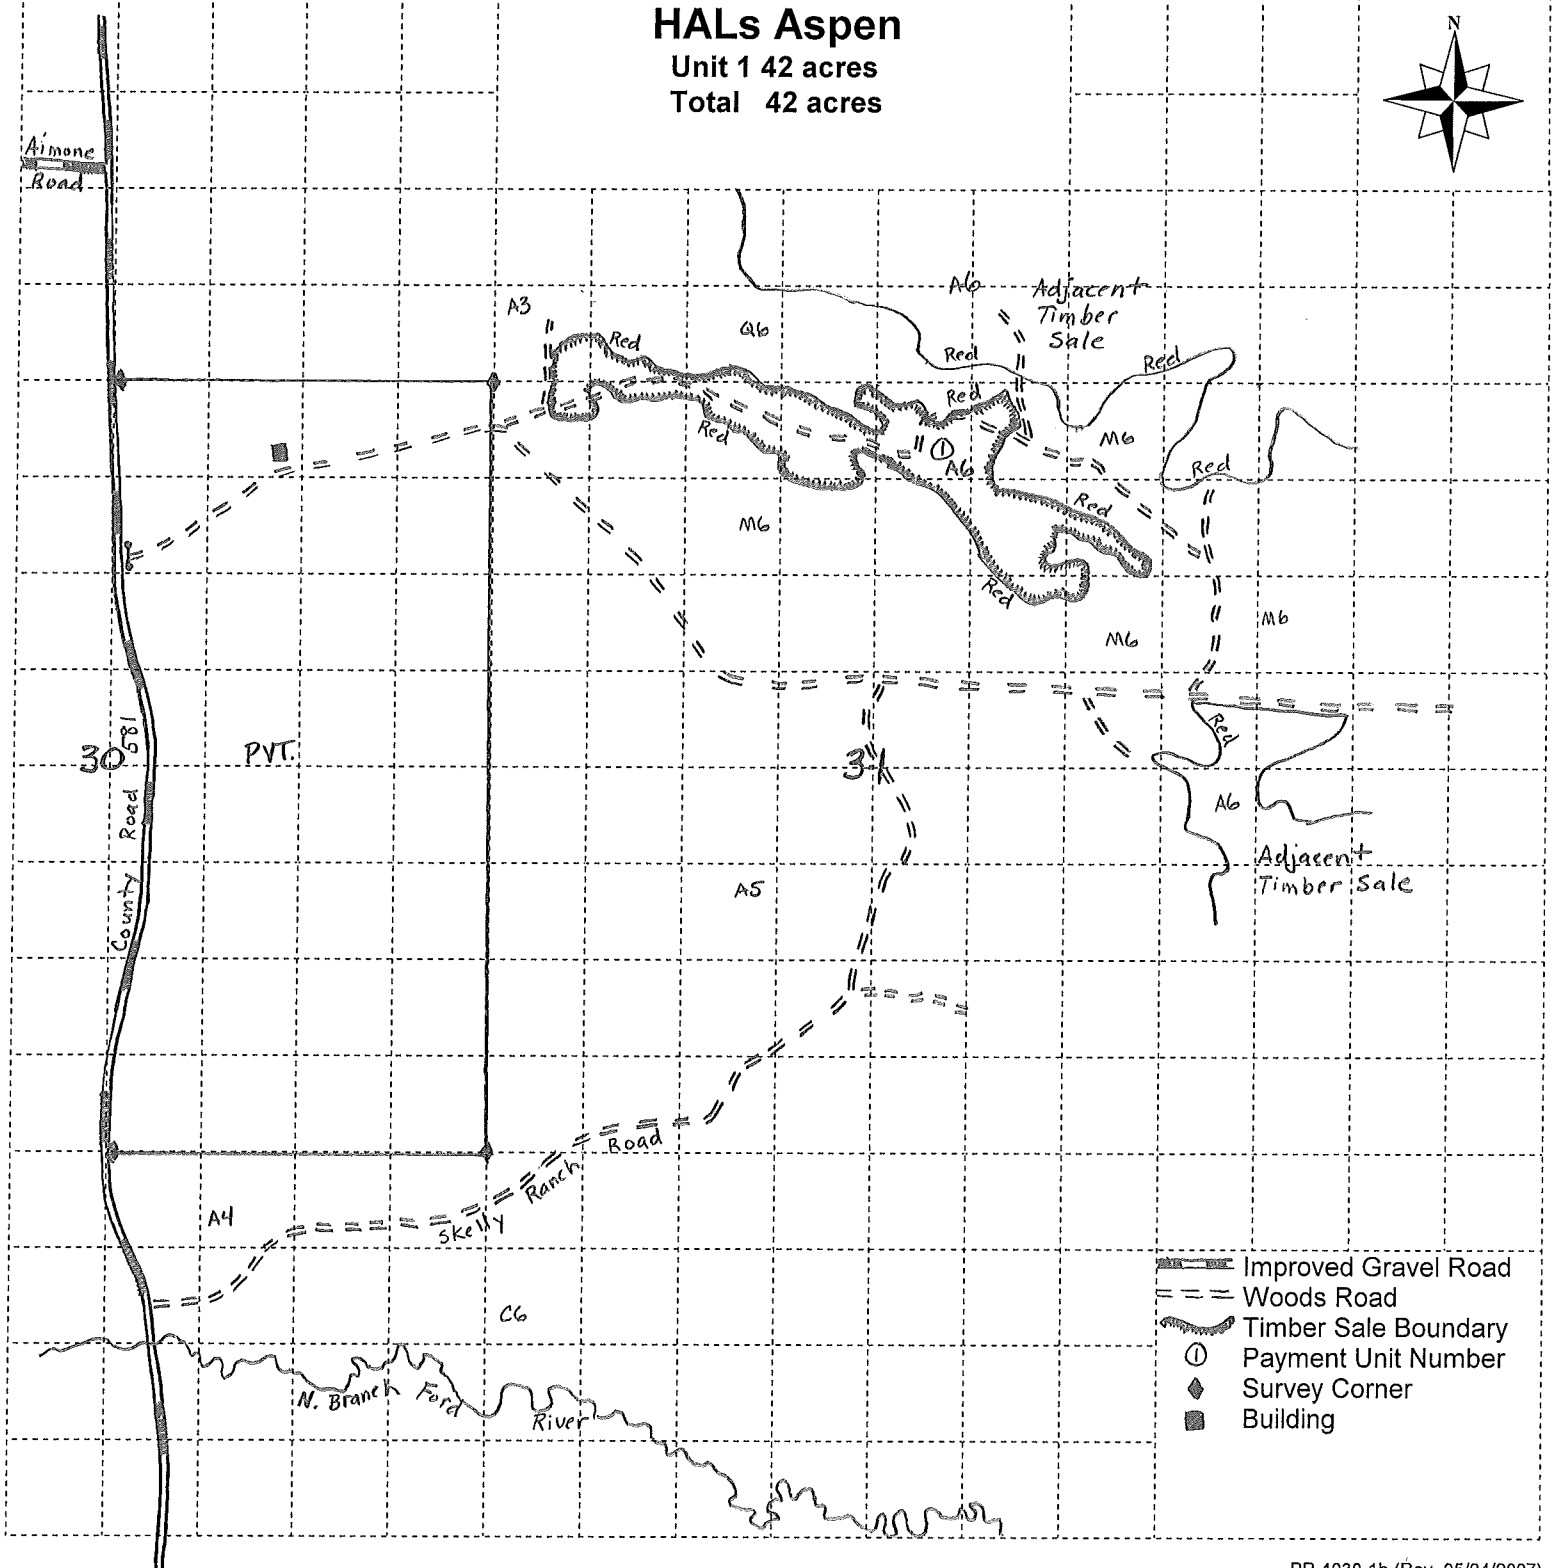 HALs Aspen
Unit 1 42 acres
Total 42 acres
N
Aimone
Road
A3
Q6
A6
Adjacent
Timber
Sale
Red
Red
Red
Red
Red
M6
1
A6
Red
Red
M6
Red
M6
M6
30
County Road 581
PVT.
31
Red
A6
Adjacent
Timber Sale
A5
Skelly Ranch Road
A4
C6
N. Branch Ford River
Improved Gravel Road
Woods Road
Timber Sale Boundary
1 Payment Unit Number
Survey Corner
Building